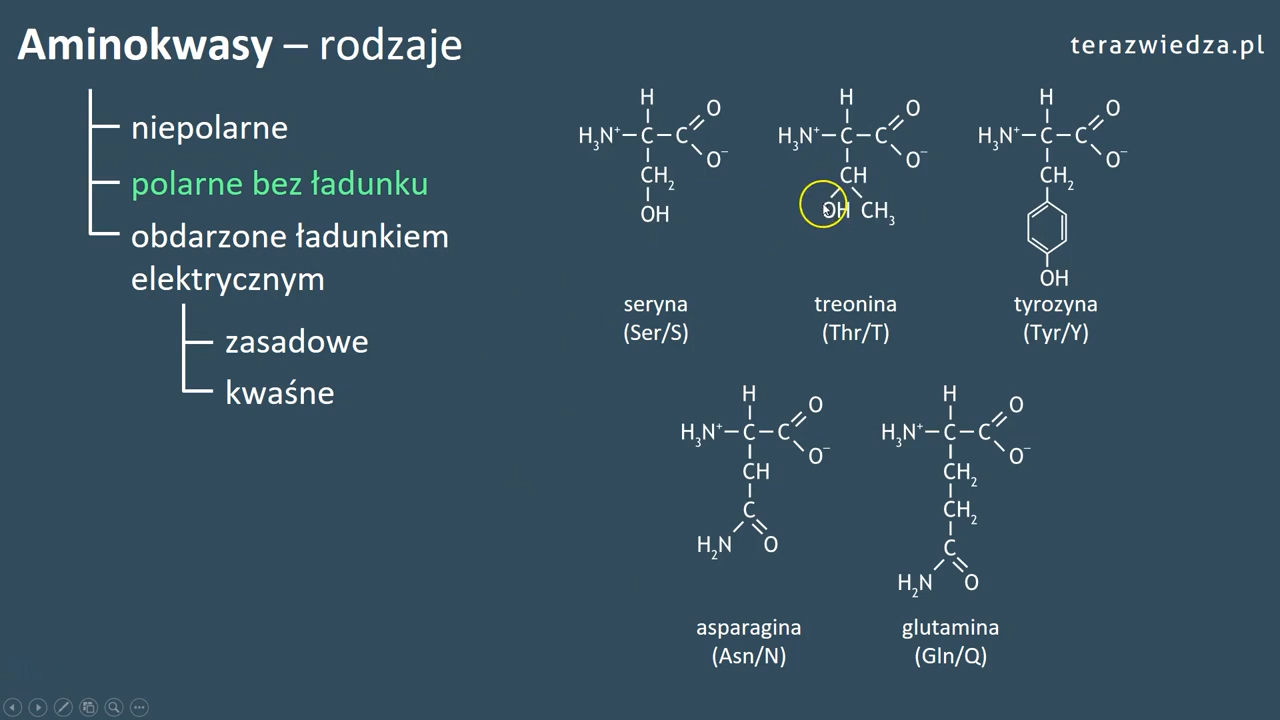 Aminokwasy – rodzaje
terazwiedza.pl
niepolarne
polarne bez ładunku
obdarzone ładunkiem
elektrycznym
zasadowe
kwaśne
H H H
O O O
H₃N⁺–C–C H₃N⁺–C–C H₃N⁺–C–C
O⁻ O⁻ O⁻
CH₂ CH CH₂
OH OH CH₃
OH
seryna treonina tyrozyna
(Ser/S) (Thr/T) (Tyr/Y)
H H
O O
H₃N⁺–C–C H₃N⁺–C–C
O⁻ O⁻
CH CH₂
C CH₂
H₂N O C
H₂N O
asparagina glutamina
(Asn/N) (Gln/Q)